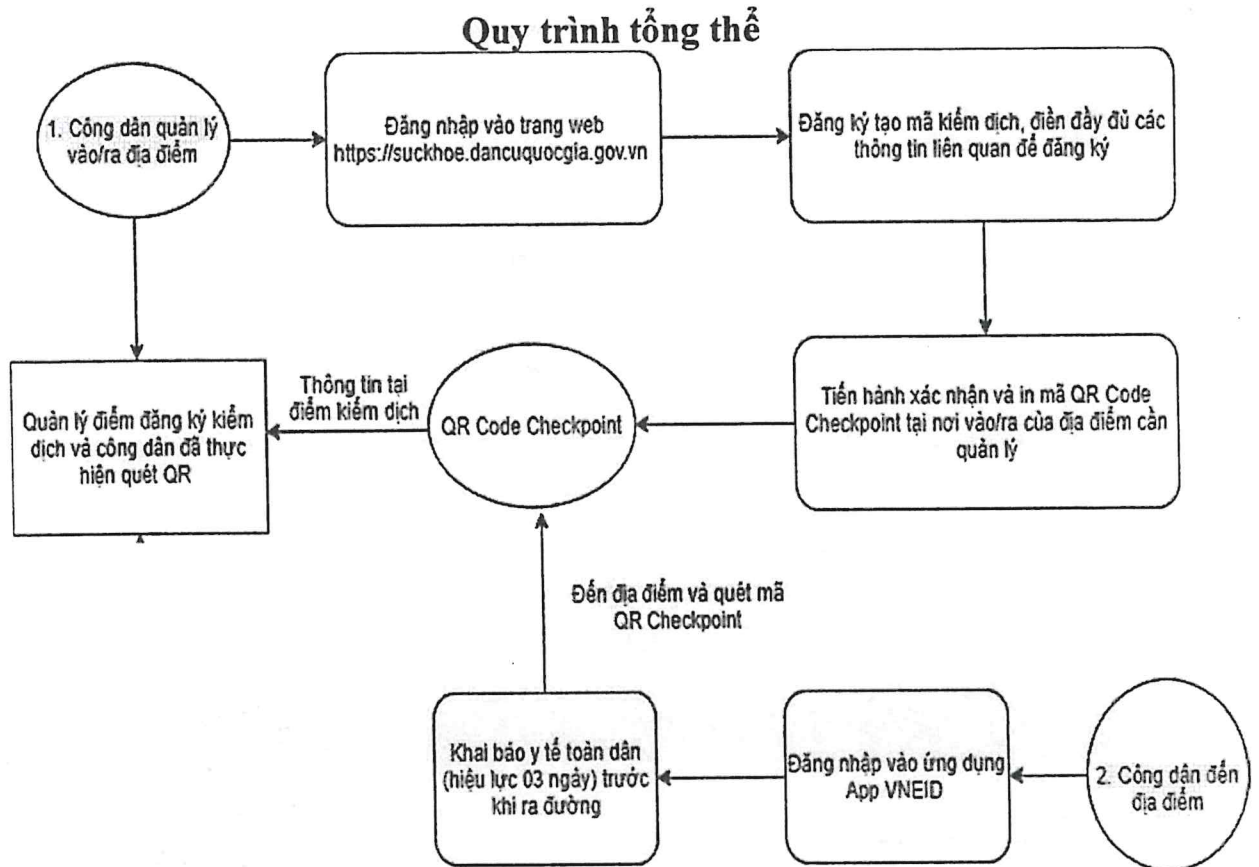 Quy trình tổng thể
1. Công dân quản lý
vào/ra địa điểm
Đăng nhập vào trang web
https://suckhoe.dancuquocgia.gov.vn
Đăng ký tạo mã kiểm dịch, điền đầy đủ các
thông tin liên quan để đăng ký
Tiến hành xác nhận và in mã QR Code
Checkpoint tại nơi vào/ra của địa điểm cần
quản lý
QR Code Checkpoint
Thông tin tại
điểm kiểm dịch
Quản lý điểm đăng ký kiểm
dịch và công dân đã thực
hiện quét QR
Đến địa điểm và quét mã
QR Checkpoint
Khai báo y tế toàn dân
(hiệu lực 03 ngày) trước
khi ra đường
Đăng nhập vào ứng dụng
App VNEID
2. Công dân đến
địa điểm